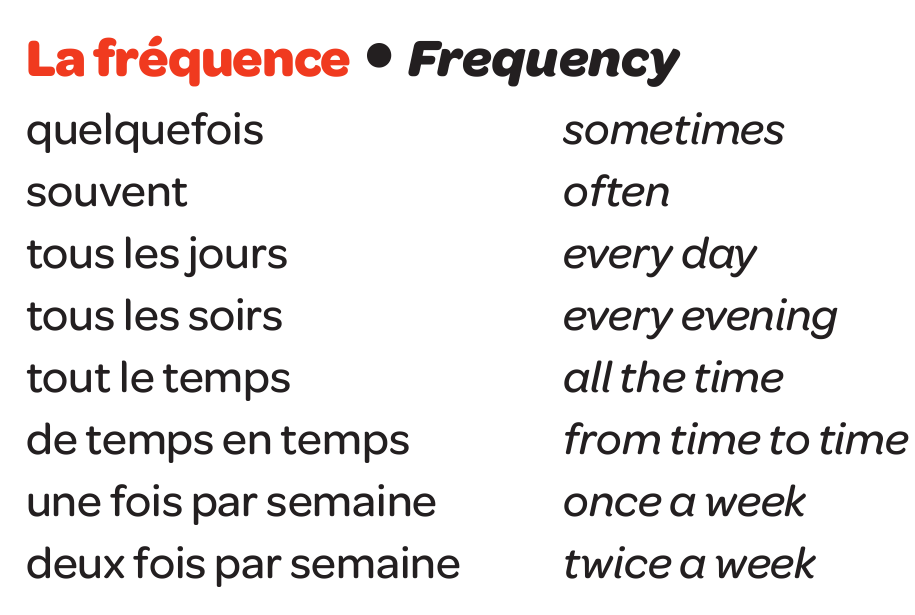 La fréquence • Frequency
quelquefois sometimes
souvent often
tous les jours every day
tous les soirs every evening
tout le temps all the time
de temps en temps from time to time
une fois par semaine once a week
deux fois par semaine twice a week